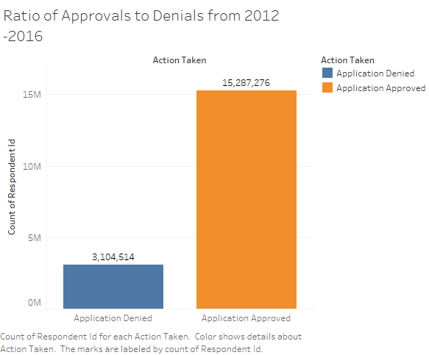 Ratio of Approvals to Denials from 2012
-2016
Action Taken
Action Taken
Application Denied
Application Approved
15,287,276
15M
10M
Count of Respondent Id
5M
3,104,514
0M
Application Denied
Application Approved
Count of Respondent Id for each Action Taken.  Color shows details about
Action Taken.  The marks are labeled by count of Respondent Id.